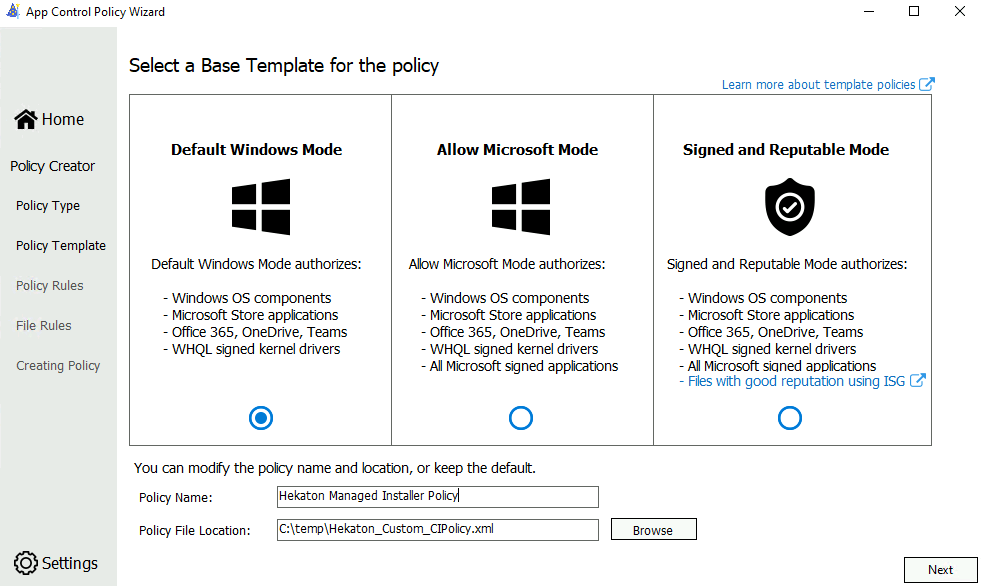 App Control Policy Wizard
Home
Policy Creator
Policy Type
Policy Template
Policy Rules
File Rules
Creating Policy
Settings
Select a Base Template for the policy
Learn more about template policies
Default Windows Mode
Default Windows Mode authorizes:
- Windows OS components
- Microsoft Store applications
- Office 365, OneDrive, Teams
- WHQL signed kernel drivers
Allow Microsoft Mode
Allow Microsoft Mode authorizes:
- Windows OS components
- Microsoft Store applications
- Office 365, OneDrive, Teams
- WHQL signed kernel drivers
- All Microsoft signed applications
Signed and Reputable Mode
Signed and Reputable Mode authorizes:
- Windows OS components
- Microsoft Store applications
- Office 365, OneDrive, Teams
- WHQL signed kernel drivers
- All Microsoft signed applications
- Files with good reputation using ISG
You can modify the policy name and location, or keep the default.
Policy Name: Hekaton Managed Installer Policy
Policy File Location: C:\temp\Hekaton_Custom_CIPolicy.xml Browse
Next